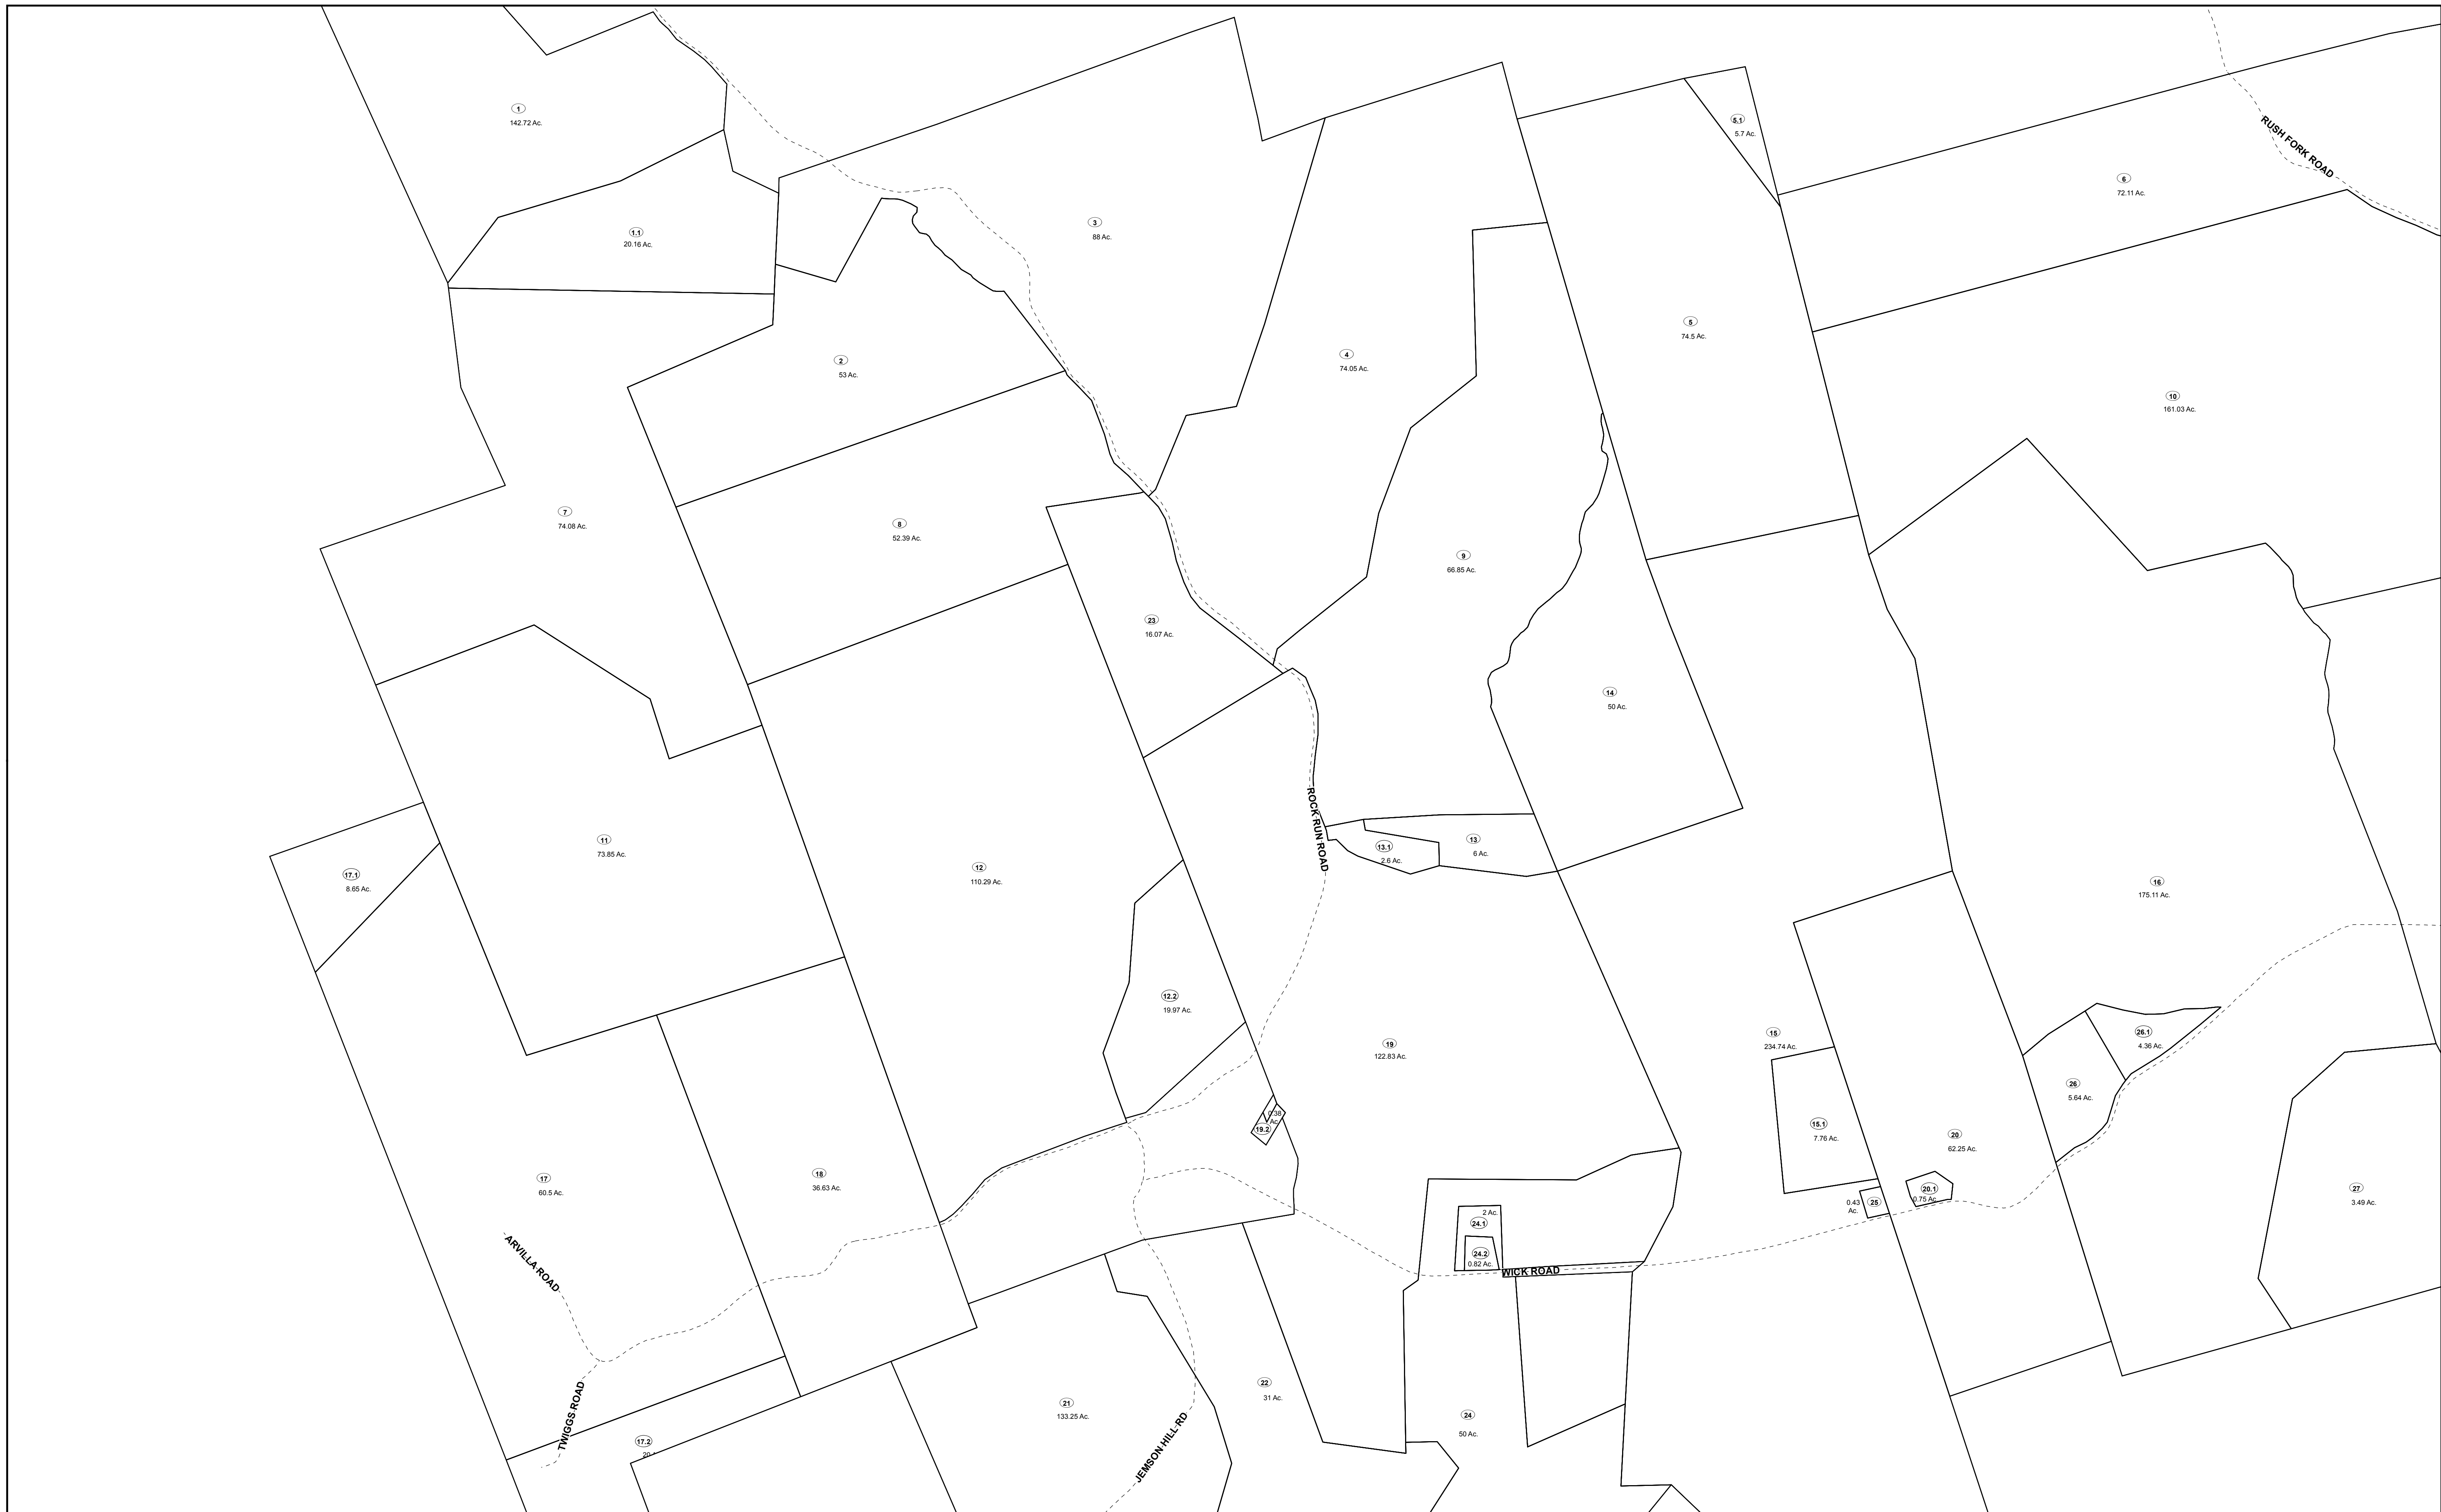 1
142.72 Ac.
5.1
5.7 Ac.
RUSH FORK ROAD
6
72.11 Ac.
3
88 Ac.
1.1
20.16 Ac.
5
74.5 Ac.
4
74.05 Ac.
2
53 Ac.
10
161.03 Ac.
7
74.08 Ac.
8
52.39 Ac.
9
66.85 Ac.
23
16.07 Ac.
14
50 Ac.
ROCK RUN ROAD
11
73.85 Ac.
13
6 Ac.
13.1
2.6 Ac.
12
110.29 Ac.
17.1
8.65 Ac.
16
175.11 Ac.
12.2
19.97 Ac.
15
234.74 Ac.
26.1
4.36 Ac.
19
122.83 Ac.
26
5.64 Ac.
0.38
Ac.
19.2
15.1
7.76 Ac.
20
62.25 Ac.
18
36.63 Ac.
17
60.5 Ac.
20.1
0.75 Ac.
27
3.49 Ac.
0.43
Ac.
25
2 Ac.
24.1
24.2
0.82 Ac.
WICK ROAD
ARVILLA ROAD
22
31 Ac.
21
133.25 Ac.
24
50 Ac.
TWIGGS ROAD
JEMSON HILL RD
17.2
20